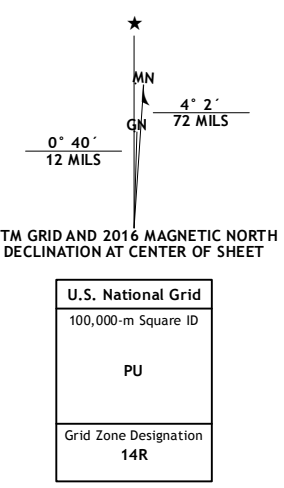 ★
MN
4° 2´
72 MILS
GN
0° 40´
12 MILS
TM GRID AND 2016 MAGNETIC NORTH
DECLINATION AT CENTER OF SHEET
U.S. National Grid
100,000-m Square ID
PU
Grid Zone Designation
14R